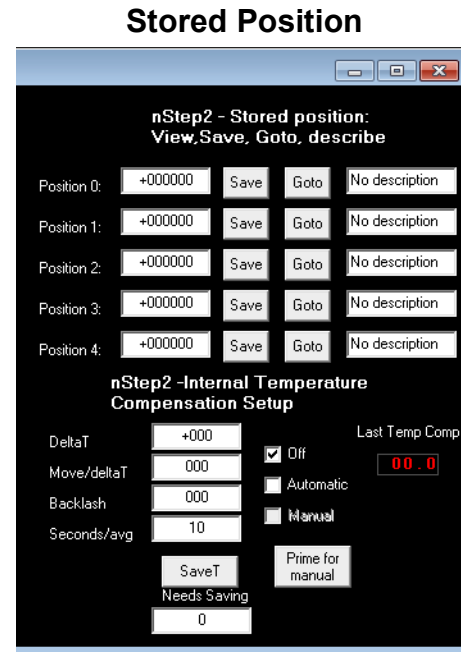 Stored Position
nStep2 - Stored position:
View,Save, Goto, describe
Position 0: +000000 Save Goto No description
Position 1: +000000 Save Goto No description
Position 2: +000000 Save Goto No description
Position 3: +000000 Save Goto No description
Position 4: +000000 Save Goto No description
nStep2 -Internal Temperature
Compensation Setup
DeltaT +000
Move/deltaT 000
Backlash 000
Seconds/avg 10
Off
Automatic
Manual
Last Temp Comp
00.0
SaveT
Prime for
manual
Needs Saving
0